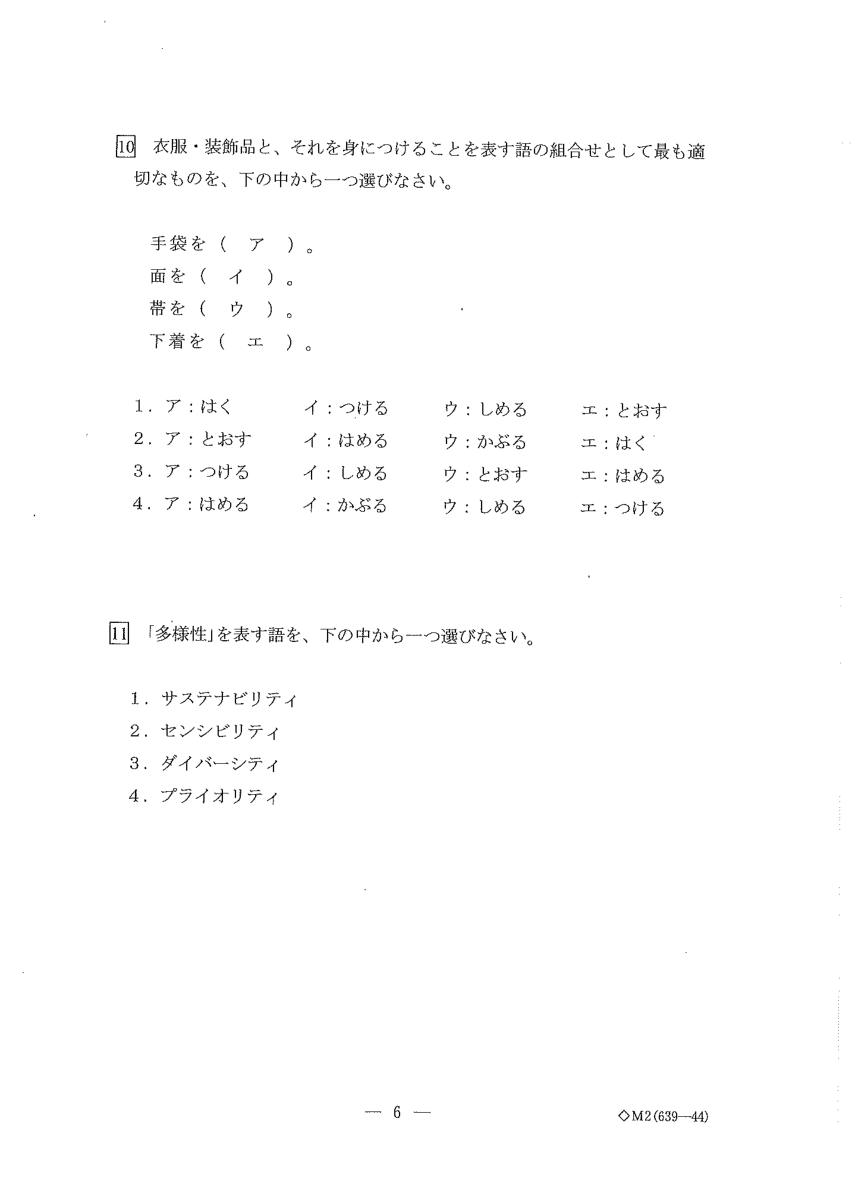 10 衣服・装飾品と、それを身につけることを表す語の組合せとして最も適
切なものを、下の中から一つ選びなさい。
手袋を（　ア　）。
面を（　イ　）。
帯を（　ウ　）。
下着を（　エ　）。
1．ア：はく　イ：つける　ウ：しめる　エ：とおす
2．ア：とおす　イ：はめる　ウ：かぶる　エ：はく
3．ア：つける　イ：しめる　ウ：とおす　エ：はめる
4．ア：はめる　イ：かぶる　ウ：しめる　エ：つける
11 「多様性」を表す語を、下の中から一つ選びなさい。
1．サステナビリティ
2．センシビリティ
3．ダイバーシティ
4．プライオリティ
― 6 ―
◇M2(639―44)